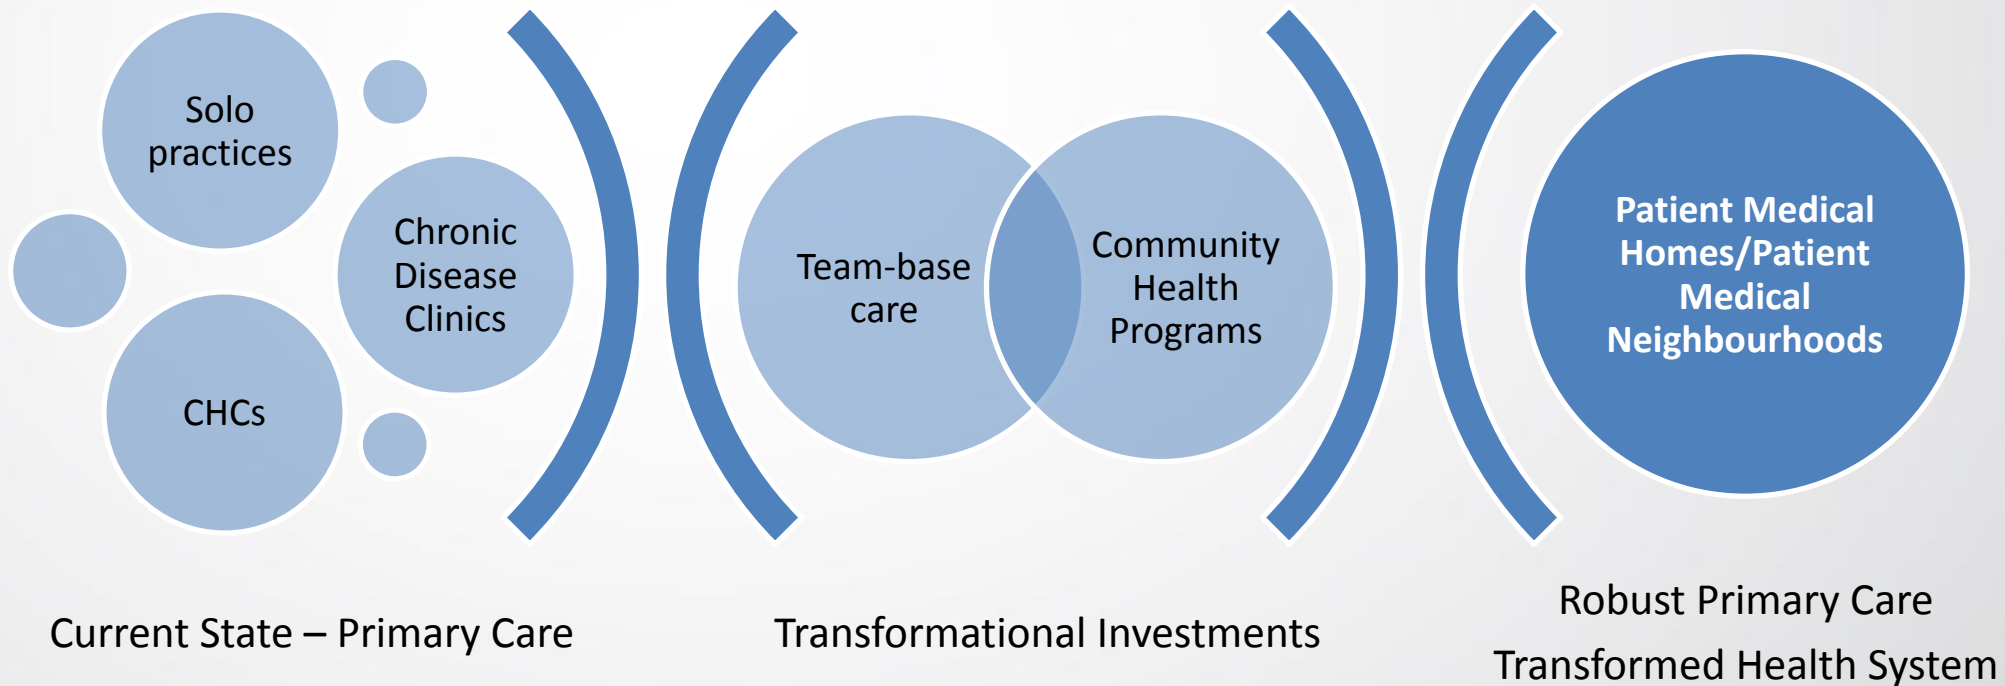 Solo
practices
Chronic
Disease
Clinics
CHCs
Team-base
care
Community
Health
Programs
Patient Medical
Homes/Patient
Medical
Neighbourhoods
Current State – Primary Care
Transformational Investments
Robust Primary Care
Transformed Health System